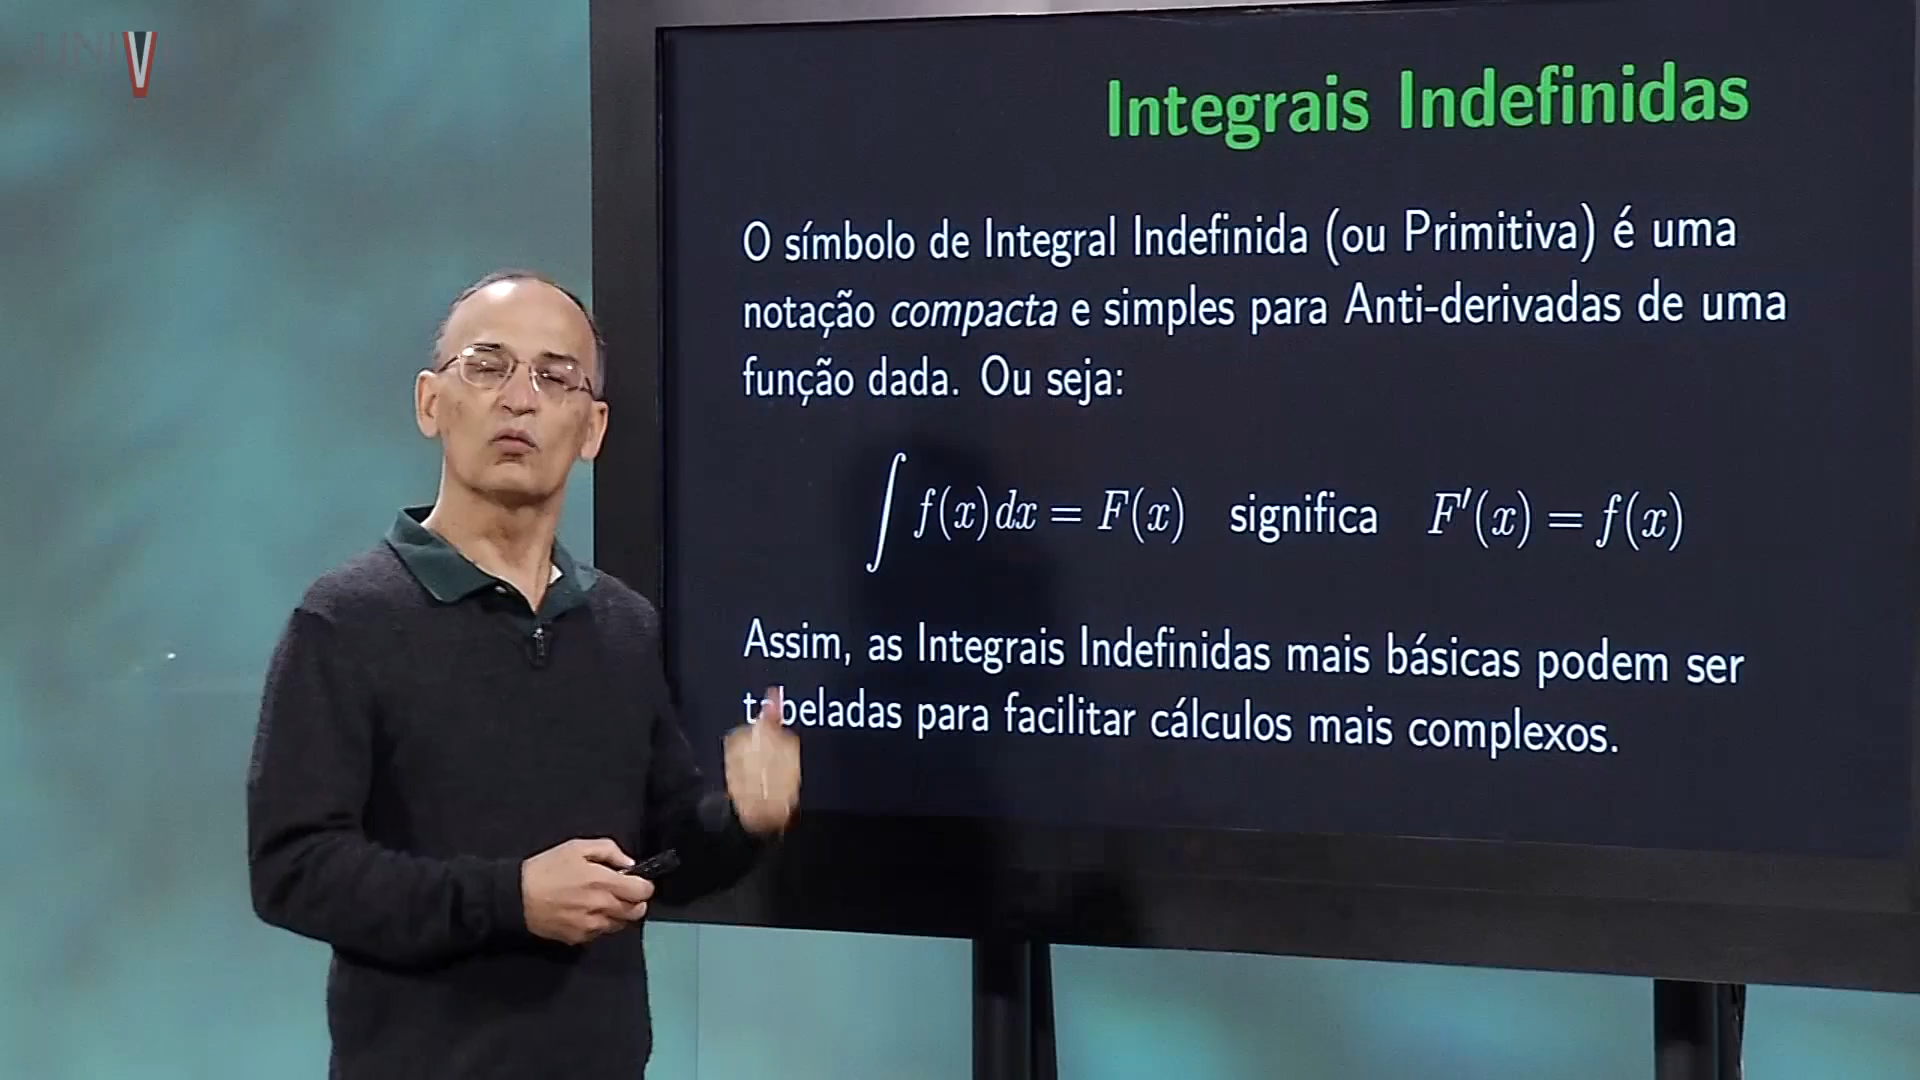 Integrais Indefinidas
O símbolo de Integral Indefinida (ou Primitiva) é uma
notação compacta e simples para Anti-derivadas de uma
função dada. Ou seja:
∫ f(x)dx = F(x) significa F′(x) = f(x)
Assim, as Integrais Indefinidas mais básicas podem ser
tabeladas para facilitar cálculos mais complexos.